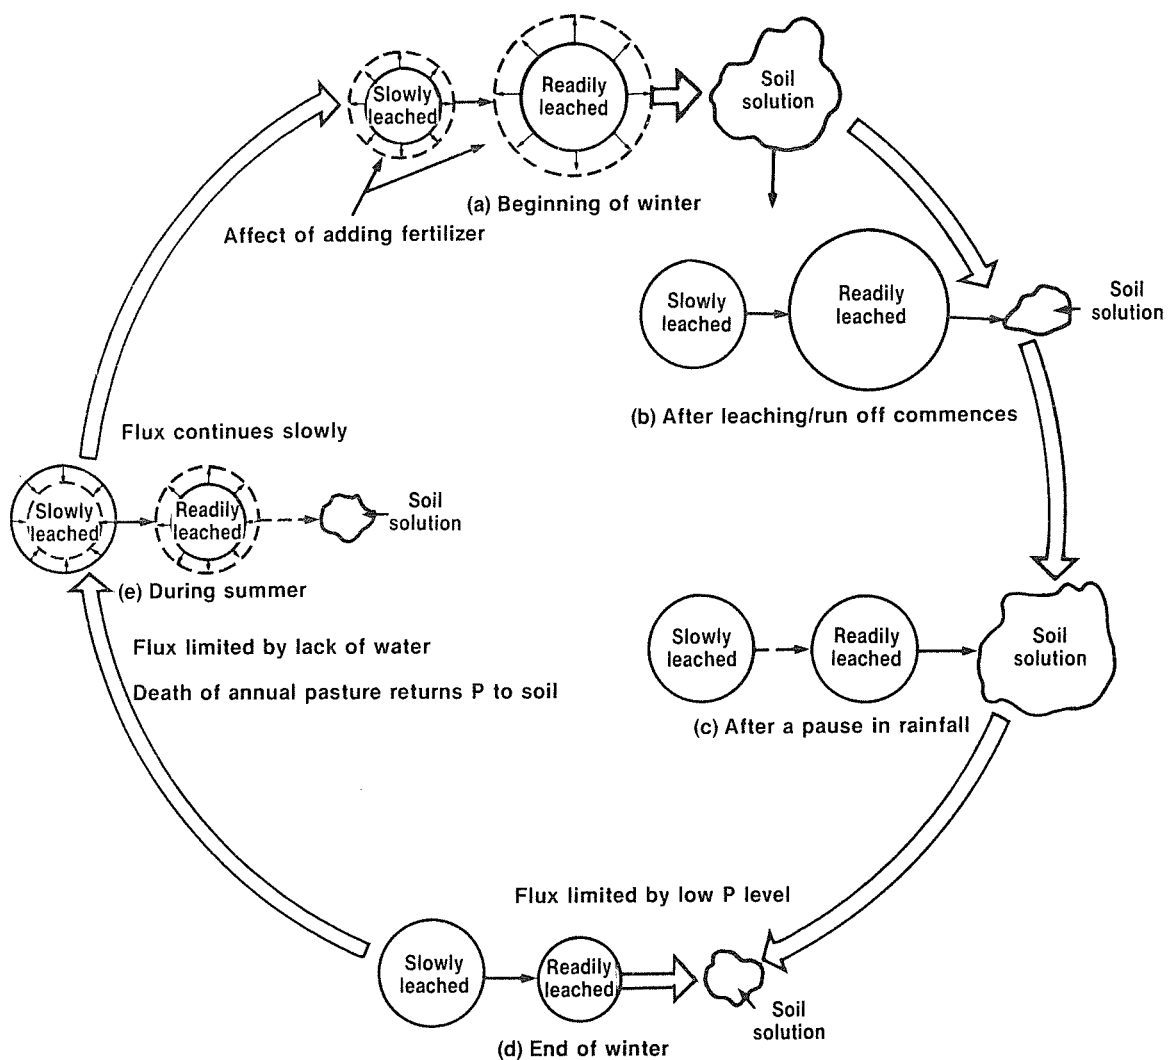 Slowly
leached
Readily
leached
Soil
solution
(a) Beginning of winter
Affect of adding fertilizer
Slowly
leached
Readily
leached
Soil
solution
(b) After leaching/run off commences
Flux continues slowly
Slowly
leached
Readily
leached
Soil
solution
(e) During summer
Flux limited by lack of water
Death of annual pasture returns P to soil
Slowly
leached
Readily
leached
Soil
solution
(c) After a pause in rainfall
Flux limited by low P level
Slowly
leached
Readily
leached
Soil
solution
(d) End of winter